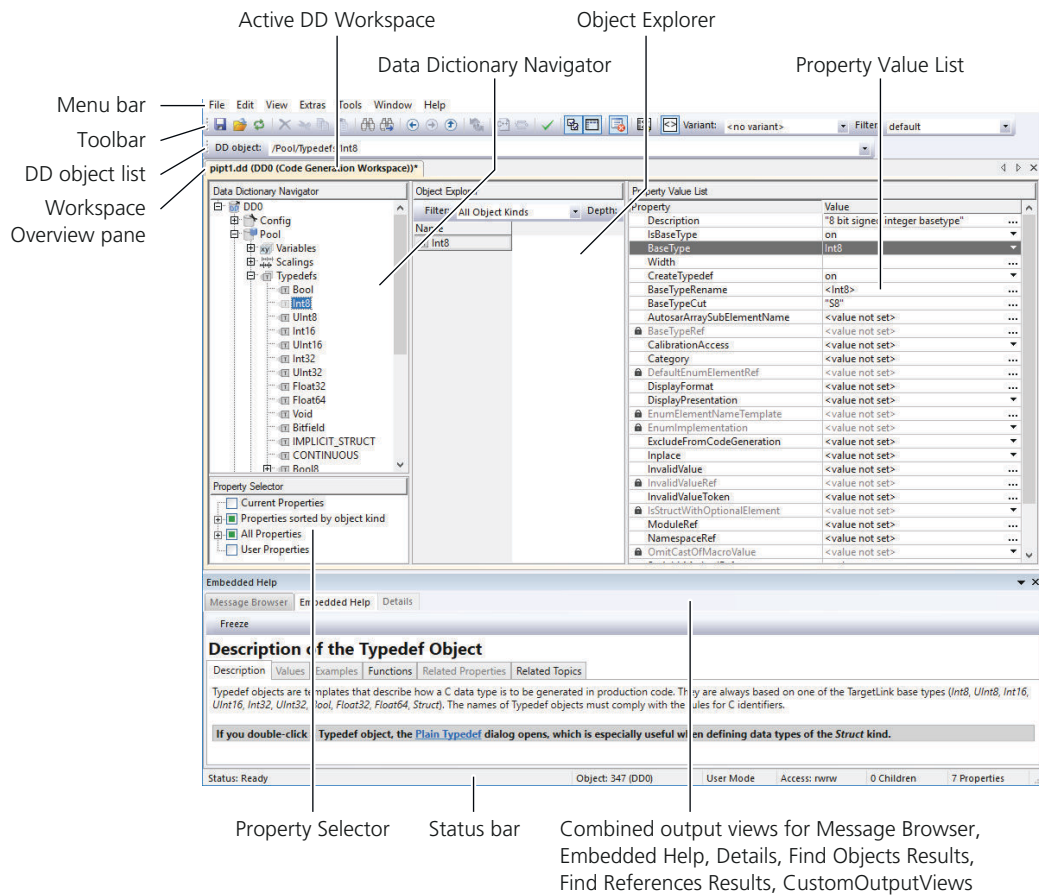 Active DD Workspace
Object Explorer
Data Dictionary Navigator
Property Value List
Menu bar
Toolbar
DD object list
Workspace
Overview pane
File Edit View Extras Tools Window Help
Variant: <no variant> Filter default
DD object: /Pool/Typedefs Int8
pipt1.dd (DD0 (Code Generation Workspace))*
Data Dictionary Navigator
DD0
Config
Pool
Variables
Scalings
Typedefs
Bool
Int8
UInt8
Int16
UInt16
Int32
UInt32
Float32
Float64
Void
Bitfield
IMPLICIT_STRUCT
CONTINUOUS
Bool8
Object Explorer
Filter: All Object Kinds Depth:
Name
Int8
Property Value List
Property Value
Description "8 bit signed integer basetype" ...
IsBaseType on
BaseType Int8
Width ...
CreateTypedef on
BaseTypeRename <Int8> ...
BaseTypeCut "S8" ...
AutosarArraySubElementName <value not set> ...
BaseTypeRef <value not set> ...
CalibrationAccess <value not set>
Category <value not set> ...
DefaultEnumElementRef <value not set> ...
DisplayFormat <value not set> ...
DisplayPresentation <value not set>
EnumElementNameTemplate <value not set> ...
EnumImplementation <value not set>
ExcludeFromCodeGeneration <value not set>
Inplace <value not set>
InvalidValue <value not set> ...
InvalidValueRef <value not set> ...
InvalidValueToken <value not set> ...
IsStructWithOptionalElement <value not set>
ModuleRef <value not set> ...
NamespaceRef <value not set> ...
OmitCastOfMacroValue <value not set>
Property Selector
Current Properties
Properties sorted by object kind
All Properties
User Properties
Embedded Help
Message Browser Embedded Help Details
Freeze
Description of the Typedef Object
Description Values Examples Functions Related Properties Related Topics
Typedef objects are templates that describe how a C data type is to be generated in production code. They are always based on one of the TargetLink base types (Int8, UInt8, Int16,
UInt16, Int32, UInt32, Bool, Float32, Float64, Struct). The names of Typedef objects must comply with the rules for C identifiers.
If you double-click Typedef object, the Plain Typedef dialog opens, which is especially useful when defining data types of the Struct kind.
Status: Ready Object: 347 (DD0) User Mode Access: rwrw 0 Children 7 Properties
Property Selector
Status bar
Combined output views for Message Browser,
Embedded Help, Details, Find Objects Results,
Find References Results, CustomOutputViews